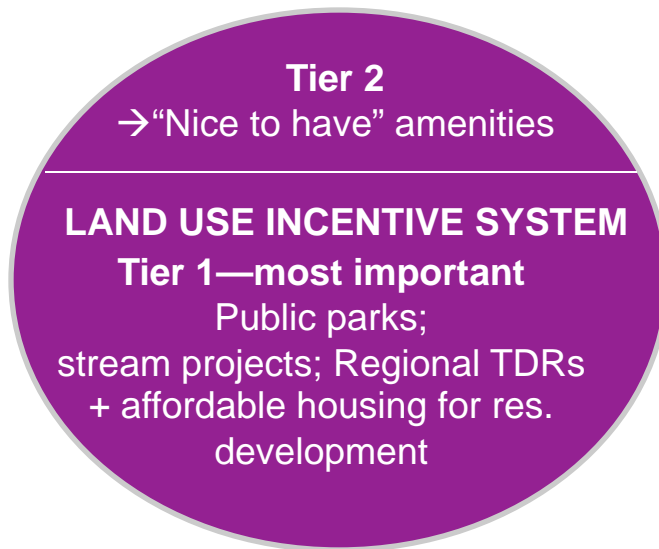 Tier 2
→“Nice to have” amenities
LAND USE INCENTIVE SYSTEM
Tier 1—most important
Public parks;
stream projects; Regional TDRs
+ affordable housing for res.
development